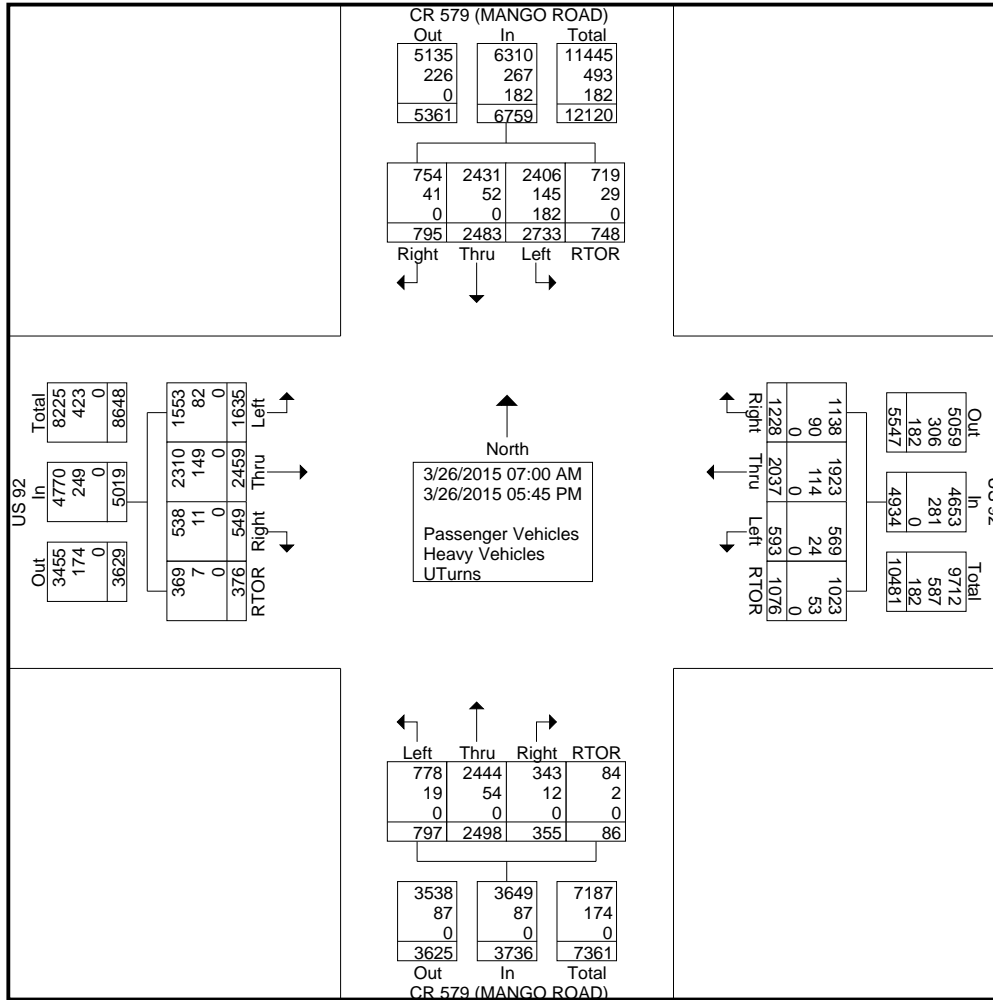 CR 579 (MANGO ROAD)
Out In Total
5135 6310 11445
226 267 493
0 182 182
5361 6759 12120
754 2431 2406 719
41 52 145 29
0 0 182 0
795 2483 2733 748
Right Thru Left RTOR
US 92
Total
8225
423
0
8648
In
4770
249
0
5019
Out
3455
174
0
3629
1553
82
0
1635
Left
2310
149
0
2459
Thru
538
11
0
549
Right
369
7
0
376
RTOR
North
3/26/2015 07:00 AM
3/26/2015 05:45 PM
Passenger Vehicles
Heavy Vehicles
UTurns
Right
1228
0
90
1138
Thru
2037
0
114
1923
Left
593
0
24
569
RTOR
1076
0
53
1023
Out
5059
306
182
5547
In
4653
281
0
4934
Total
9712
587
182
10481
US 92
Left Thru Right RTOR
778 2444 343 84
19 54 12 2
0 0 0 0
797 2498 355 86
3538 3649 7187
87 87 174
0 0 0
3625 3736 7361
Out In Total
CR 579 (MANGO ROAD)